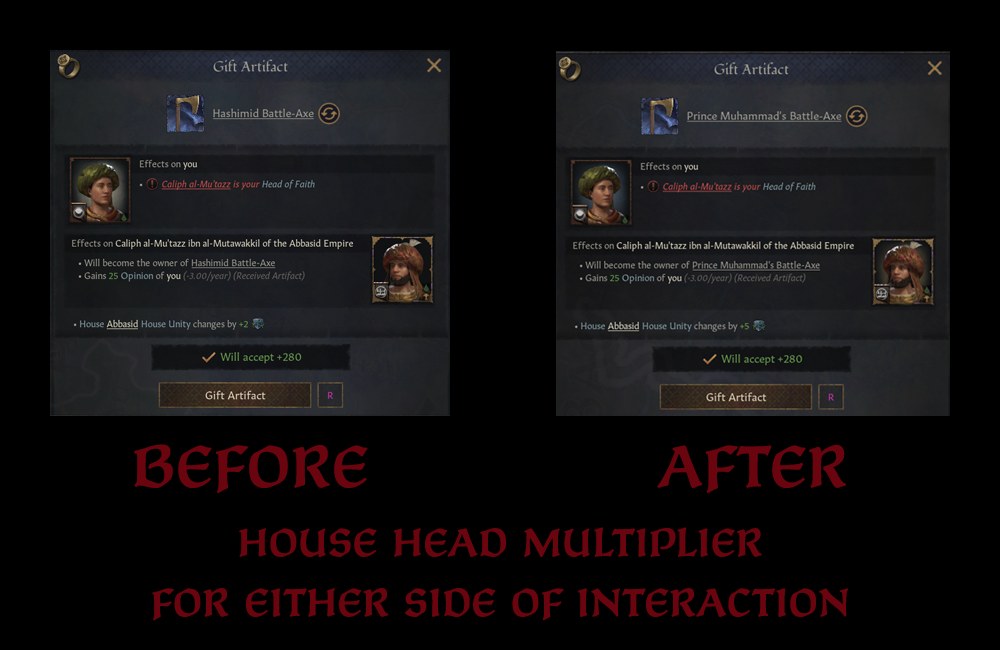 Gift Artifact
Hashimid Battle-Axe
Effects on you
• Caliph al-Mu'tazz is your Head of Faith
Effects on Caliph al-Mu'tazz ibn al-Mutawakkil of the Abbasid Empire
• Will become the owner of Hashimid Battle-Axe
• Gains 25 Opinion of you (-3.00/year) (Received Artifact)
• House Abbasid House Unity changes by +2
Will accept +280
Gift Artifact R
Gift Artifact
Prince Muhammad's Battle-Axe
Effects on you
• Caliph al-Mu'tazz is your Head of Faith
Effects on Caliph al-Mu'tazz ibn al-Mutawakkil of the Abbasid Empire
• Will become the owner of Prince Muhammad's Battle-Axe
• Gains 25 Opinion of you (-3.00/year) (Received Artifact)
• House Abbasid House Unity changes by +5
Will accept +280
Gift Artifact R
BEFORE AFTER
HOUSE HEAD MULTIPLIER
FOR EITHER SIDE OF INTERACTION